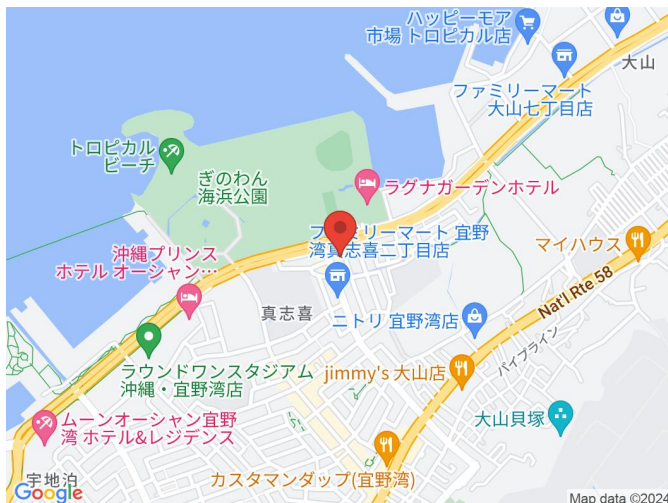 ハッピーモア
市場 トロピカル店
大山
ファミリーマート
大山七丁目店
トロピカル
ビーチ
ぎのわん
海浜公園
ラグナガーデンホテル
ファミリーマート 宜野
湾真志喜二丁目店
沖縄プリンス
ホテル オーシャン…
マイハウス
Nat'l Rte 58
真志喜
ニトリ 宜野湾店
パイプライン
ラウンドワンスタジアム
沖縄・宜野湾店
jimmy's 大山店
大山貝塚
ムーンオーシャン宜野
湾 ホテル&レジデンス
宇地泊
カスタマンダップ(宜野湾)
Google
Map data ©2024